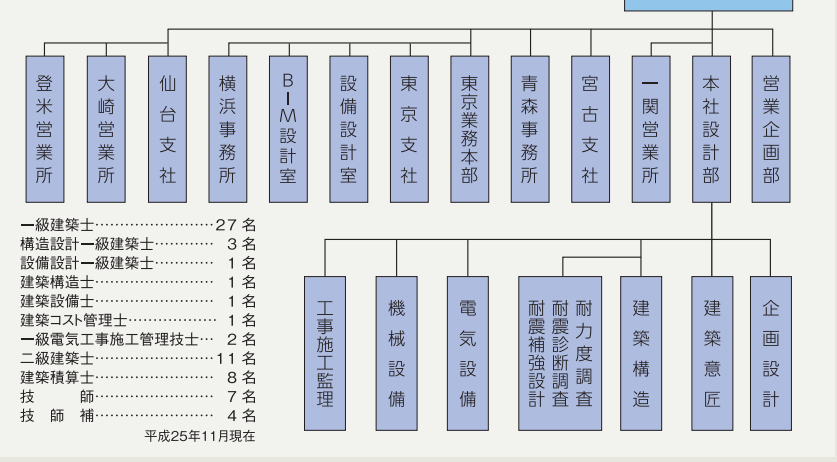 登米営業所
大崎営業所
仙台支社
横浜事務所
BIM設計室
設備設計室
東京支社
東京業務本部
青森事務所
宮古支社
一関営業所
本社設計部
営業企画部
一級建築士……………………27名
構造設計一級建築士………… 3名
設備設計一級建築士………… 1名
建築構造士…………………… 1名
建築設備士…………………… 1名
建築コスト管理士…………… 1名
一級電気工事施工管理技士… 2名
二級建築士……………………11名
建築積算士…………………… 8名
技　　師……………………… 7名
技　師　補…………………… 4名
平成25年11月現在
工事施工監理
機械設備
電気設備
耐力度調査
耐震診断調査
耐震補強設計
建築構造
建築意匠
企画設計